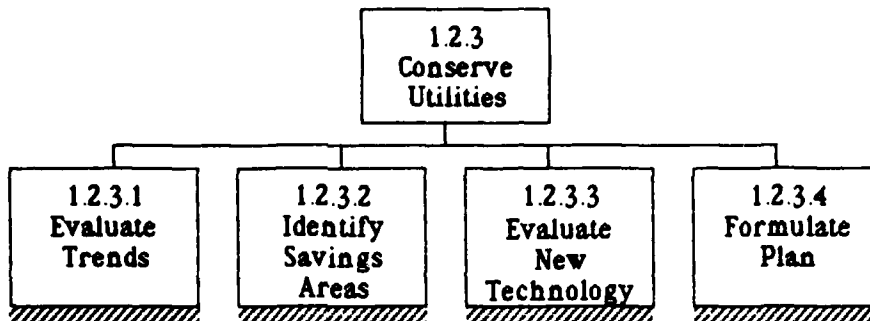 1.2.3
Conserve
Utilities
1.2.3.1
Evaluate
Trends
1.2.3.2
Identify
Savings
Areas
1.2.3.3
Evaluate
New
Technology
1.2.3.4
Formulate
Plan